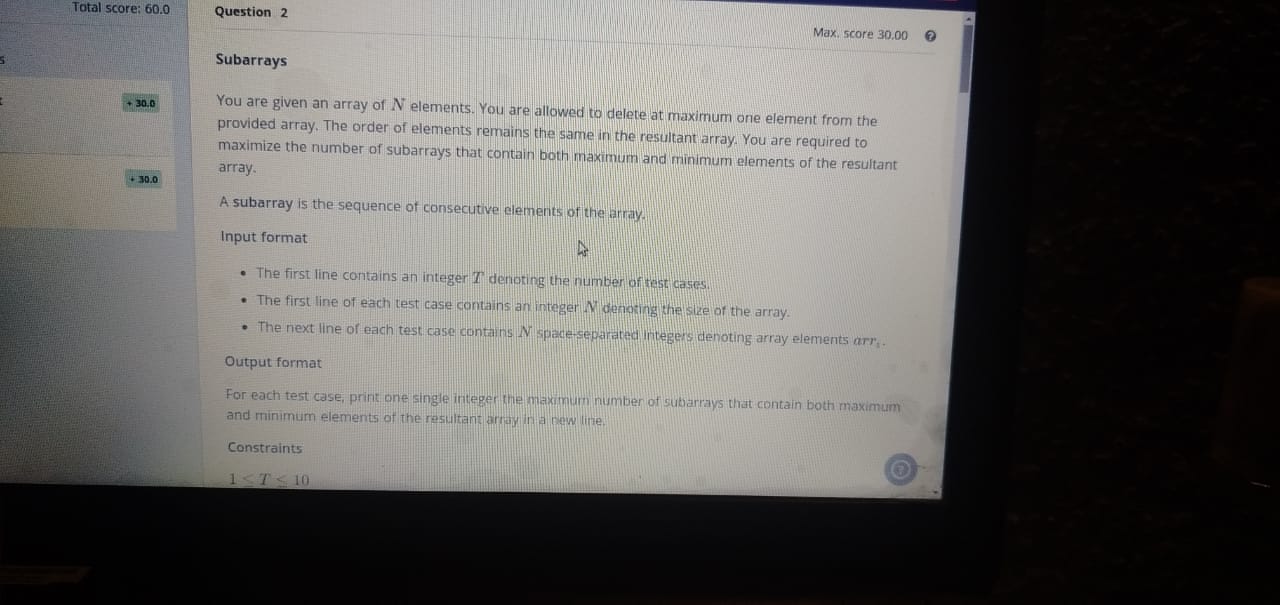 Total score: 60.0
s
+ 30.0
+ 30.0
Question 2
Max. score 30.00 ?
Subarrays
You are given an array of N elements. You are allowed to delete at maximum one element from the
provided array. The order of elements remains the same in the resultant array. You are required to
maximize the number of subarrays that contain both maximum and minimum elements of the resultant
array.
A subarray is the sequence of consecutive elements of the array.
Input format
• The first line contains an integer T denoting the number of test cases.
• The first line of each test case contains an integer N denoting the size of the array.
• The next line of each test case contains N space-separated integers denoting array elements arrᵢ.
Output format
For each test case, print one single integer the maximum number of subarrays that contain both maximum
and minimum elements of the resultant array in a new line.
Constraints
1 ≤ T ≤ 10
?